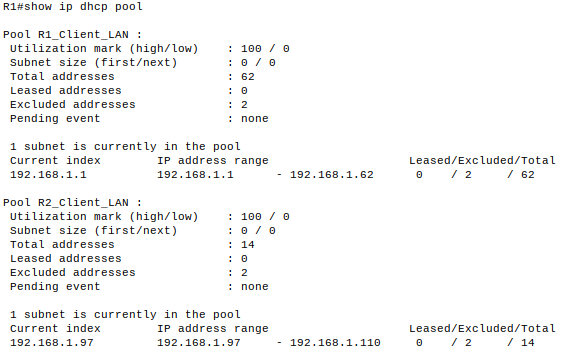 R1#show ip dhcp pool
Pool R1_Client_LAN :
Utilization mark (high/low) : 100 / 0
Subnet size (first/next) : 0 / 0
Total addresses : 62
Leased addresses : 0
Excluded addresses : 2
Pending event : none
1 subnet is currently in the pool
Current index IP address range Leased/Excluded/Total
192.168.1.1 192.168.1.1 - 192.168.1.62 0 / 2 / 62
Pool R2_Client_LAN :
Utilization mark (high/low) : 100 / 0
Subnet size (first/next) : 0 / 0
Total addresses : 14
Leased addresses : 0
Excluded addresses : 2
Pending event : none
1 subnet is currently in the pool
Current index IP address range Leased/Excluded/Total
192.168.1.97 192.168.1.97 - 192.168.1.110 0 / 2 / 14